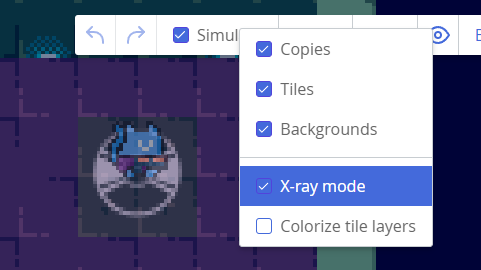 Simul
Copies
Tiles
Backgrounds
X-ray mode
Colorize tile layers